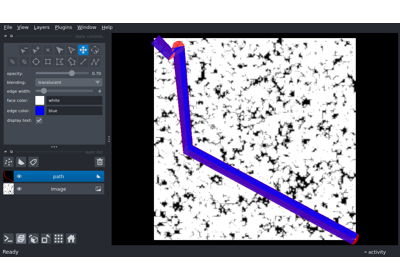 File View Layers Plugins Window Help
opacity: 0.70
blending: translucent
edge width:
face color: white
edge color: blue
display text:
path
Image
Ready activity